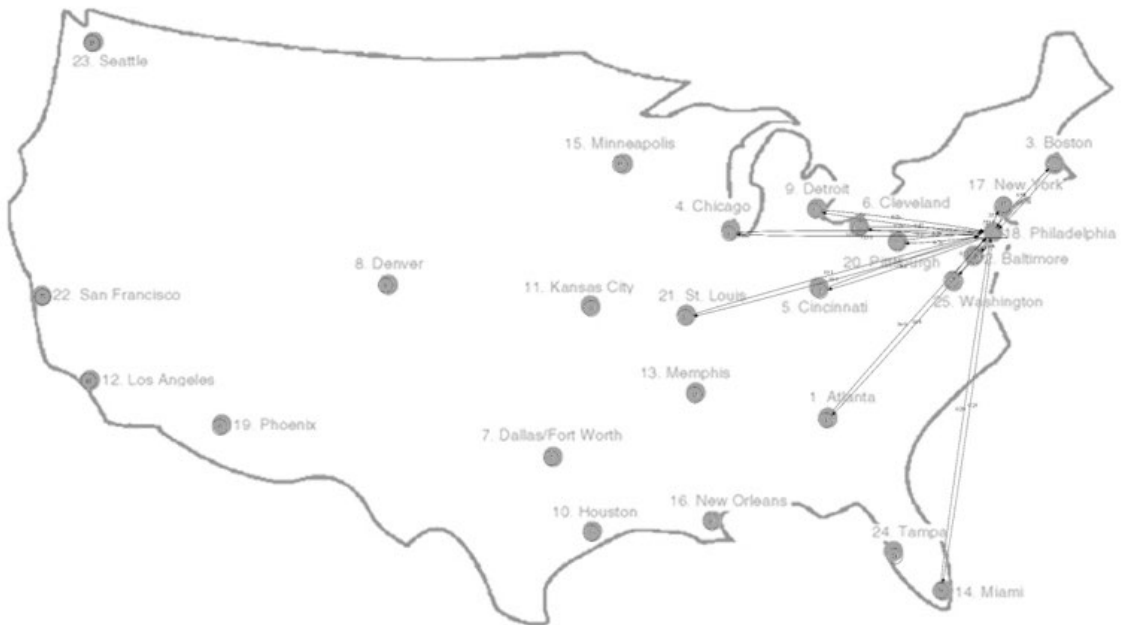 23. Seattle
15. Minneapolis
3. Boston
9. Detroit
17. New York
4. Chicago
6. Cleveland
18. Philadelphia
20. Pittsburgh
2. Baltimore
8. Denver
22. San Francisco
11. Kansas City
21. St. Louis
5. Cincinnati
25. Washington
12. Los Angeles
13. Memphis
1. Atlanta
19. Phoenix
7. Dallas/Fort Worth
16. New Orleans
10. Houston
24. Tampa
14. Miami